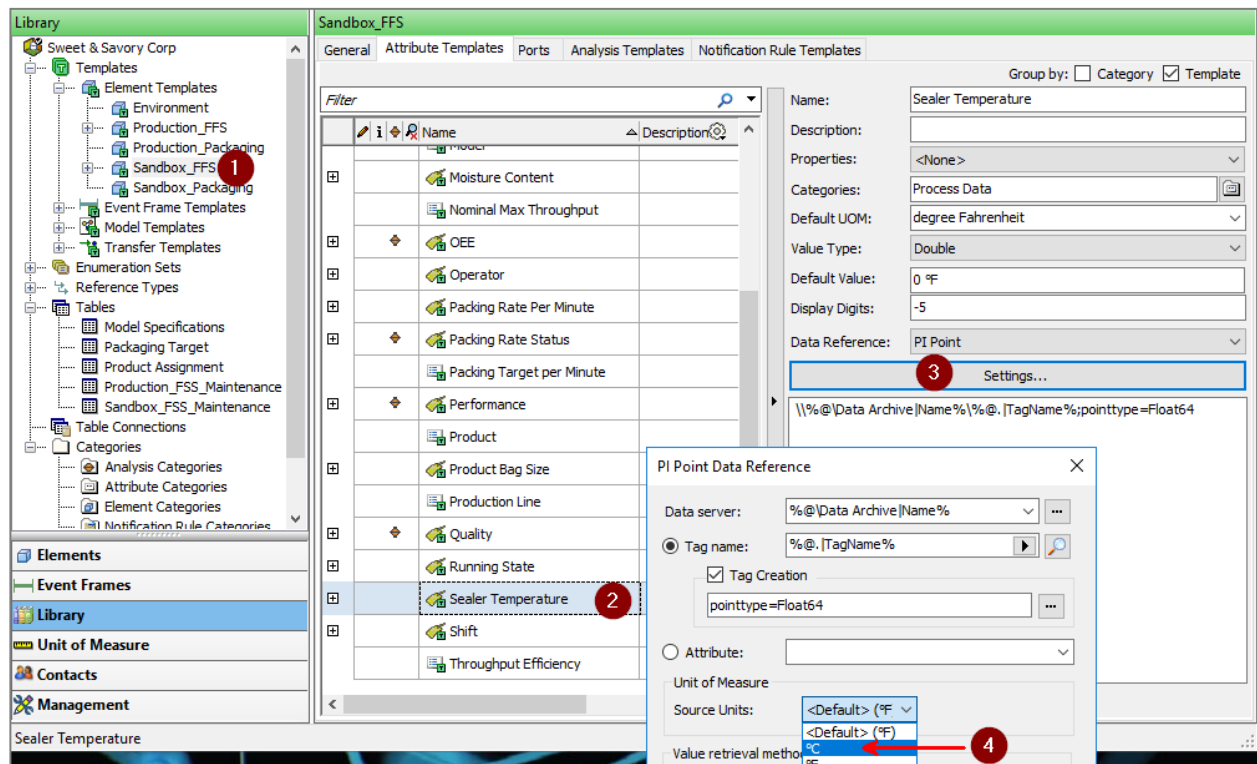 Library
Sweet & Savory Corp
Templates
Element Templates
Environment
Production_FFS
Production_Packaging
Sandbox_FFS
1
Sandbox_Packaging
Event Frame Templates
Model Templates
Transfer Templates
Enumeration Sets
Reference Types
Tables
Model Specifications
Packaging Target
Product Assignment
Production_FSS_Maintenance
Sandbox_FSS_Maintenance
Table Connections
Categories
Analysis Categories
Attribute Categories
Element Categories
Notification Rule Categories
Elements
Event Frames
Library
Unit of Measure
Contacts
Management
Sealer Temperature
Sandbox_FFS
General Attribute Templates Ports Analysis Templates Notification Rule Templates
Group by: Category Template
Filter
Name Description
Model
Moisture Content
Nominal Max Throughput
OEE
Operator
Packing Rate Per Minute
Packing Rate Status
Packing Target per Minute
Performance
Product
Product Bag Size
Production Line
Quality
Running State
Sealer Temperature 2
Shift
Throughput Efficiency
Name: Sealer Temperature
Description:
Properties: <None>
Categories: Process Data
Default UOM: degree Fahrenheit
Value Type: Double
Default Value: 0 °F
Display Digits: -5
Data Reference: PI Point
3 Settings...
\\%@\Data Archive|Name%\%@.|TagName%;pointtype=Float64
PI Point Data Reference
Data server: %@\Data Archive|Name% ...
Tag name: %@.|TagName%
Tag Creation
pointtype=Float64 ...
Attribute:
Unit of Measure
Source Units: <Default> (°F
<Default> (°F)
°C 4
°F
Value retrieval metho